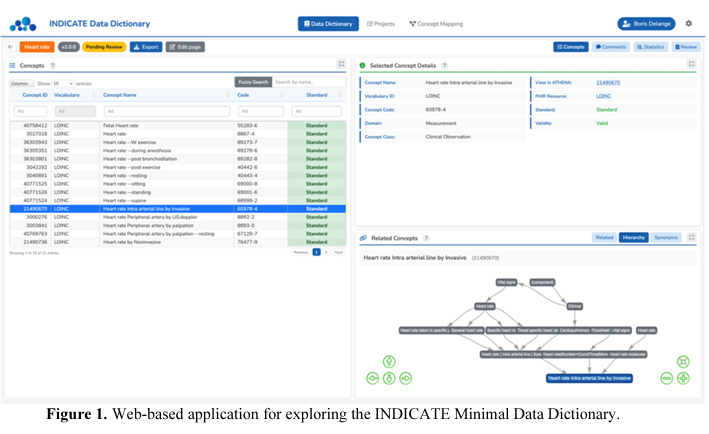 INDICATE Data Dictionary
Data Dictionary
Projects
Concept Mapping
Boris Delange
Heart rate
v1.0.0
Pending Review
Export
Edit page
Concepts
Comments
Statistics
Review
Concepts
Columns
Show 15 entries
Fuzzy Search
Search by name...
Concept ID Vocabulary Concept Name Code Standard
All All All All All
40758412 LOINC Fetal Heart rate 55283-6 Standard
3027018 LOINC Heart rate 8867-4 Standard
36303943 LOINC Heart rate --W exercise 89273-7 Standard
36305351 LOINC Heart rate --during anesthesia 89278-6 Standard
36303801 LOINC Heart rate --post bronchodilation 89282-8 Standard
3042292 LOINC Heart rate --post exercise 40442-6 Standard
3040891 LOINC Heart rate --resting 40443-4 Standard
40771525 LOINC Heart rate --sitting 69000-8 Standard
40771526 LOINC Heart rate --standing 69001-6 Standard
40771524 LOINC Heart rate --supine 68999-2 Standard
21490670 LOINC Heart rate Intra arterial line by Invasive 60978-4 Standard
3000276 LOINC Heart rate Peripheral artery by US.doppler 8892-2 Standard
3003841 LOINC Heart rate Peripheral artery by palpation 8893-0 Standard
40769763 LOINC Heart rate Peripheral artery by palpation --resting 67129-7 Standard
21490736 LOINC Heart rate by Noninvasive 76477-9 Standard
Previous 1 2 Next
Selected Concept Details
Concept Name: Heart rate Intra arterial line by Invasive
Vocabulary ID: LOINC
Concept Code: 60978-4
Domain: Measurement
Concept Class: Clinical Observation
View in ATHENA: 21490670
FHIR Resource: LOINC
Standard: Standard
Validity: Valid
Related Concepts
Related
Hierarchy
Synonyms
Heart rate Intra arterial line by Invasive (21490670)
Vital signs
Clinical
Heart rate
Heart rate
Heart rate Intra arterial line by Invasive
Figure 1. Web-based application for exploring the INDICATE Minimal Data Dictionary.